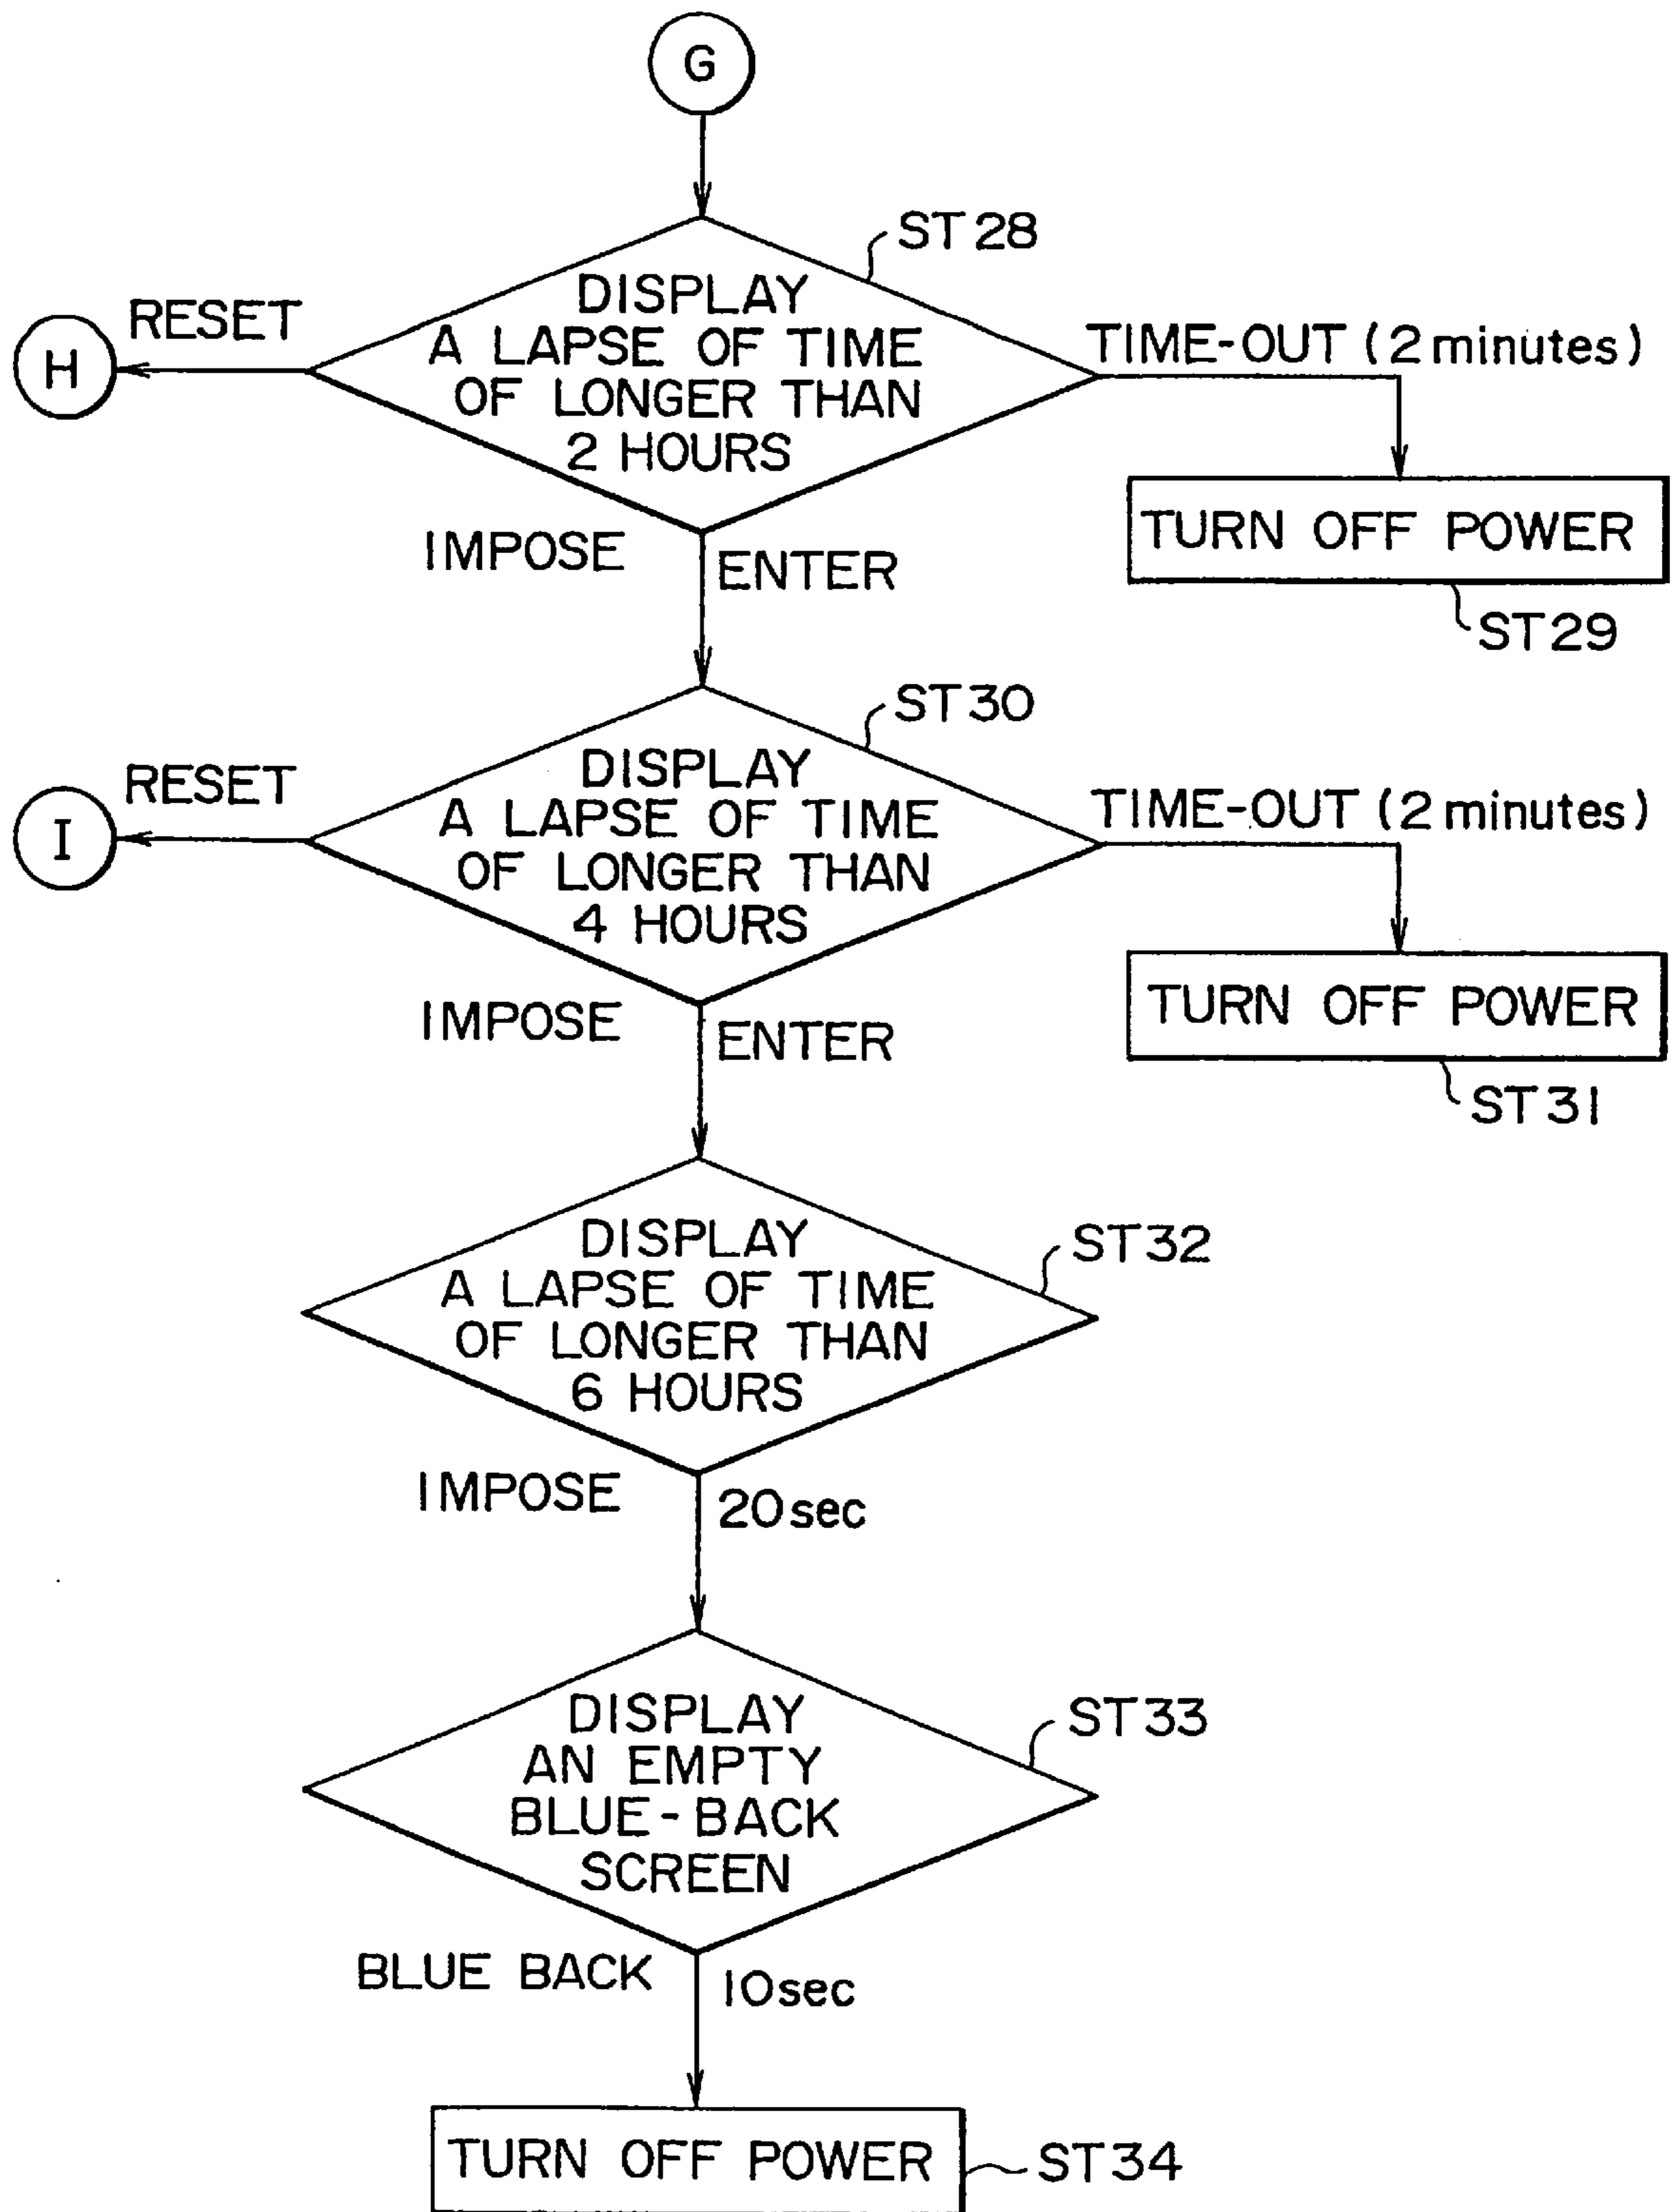 G
ST28
DISPLAY
A LAPSE OF TIME
OF LONGER THAN
2 HOURS
RESET
H
TIME-OUT (2 minutes)
TURN OFF POWER
ST29
IMPOSE
ENTER
ST30
DISPLAY
A LAPSE OF TIME
OF LONGER THAN
4 HOURS
RESET
I
TIME-OUT (2 minutes)
TURN OFF POWER
ST31
IMPOSE
ENTER
ST32
DISPLAY
A LAPSE OF TIME
OF LONGER THAN
6 HOURS
IMPOSE
20sec
ST33
DISPLAY
AN EMPTY
BLUE-BACK
SCREEN
BLUE BACK
10sec
TURN OFF POWER
ST34